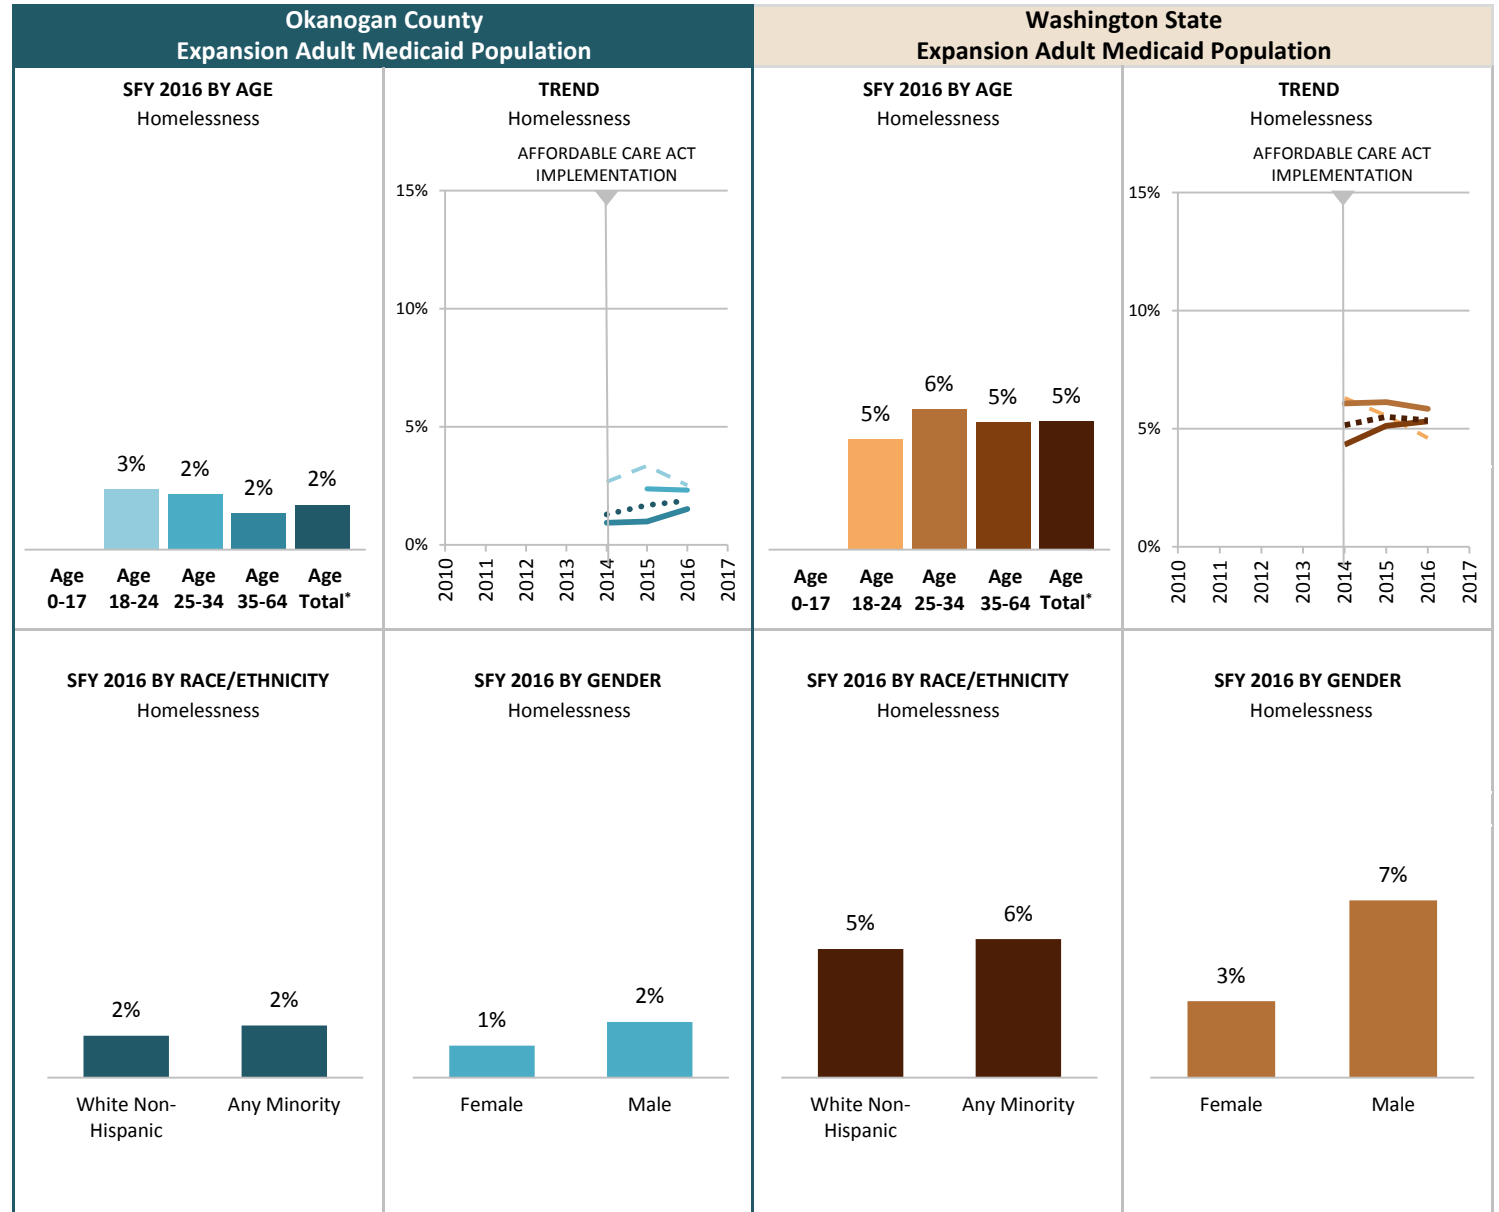 Okanogan County
Expansion Adult Medicaid Population
Washington State
Expansion Adult Medicaid Population
SFY 2016 BY AGE
Homelessness
3%
2%
2%
2%
Age 0-17
Age 18-24
Age 25-34
Age 35-64
Age Total*
TREND
Homelessness
AFFORDABLE CARE ACT
IMPLEMENTATION
15%
10%
5%
0%
2010
2011
2012
2013
2014
2015
2016
2017
SFY 2016 BY AGE
Homelessness
5%
6%
5%
5%
Age 0-17
Age 18-24
Age 25-34
Age 35-64
Age Total*
TREND
Homelessness
AFFORDABLE CARE ACT
IMPLEMENTATION
15%
10%
5%
0%
2010
2011
2012
2013
2014
2015
2016
2017
SFY 2016 BY RACE/ETHNICITY
Homelessness
2%
2%
White Non-
Hispanic
Any Minority
SFY 2016 BY GENDER
Homelessness
1%
2%
Female
Male
SFY 2016 BY RACE/ETHNICITY
Homelessness
5%
6%
White Non-
Hispanic
Any Minority
SFY 2016 BY GENDER
Homelessness
3%
7%
Female
Male